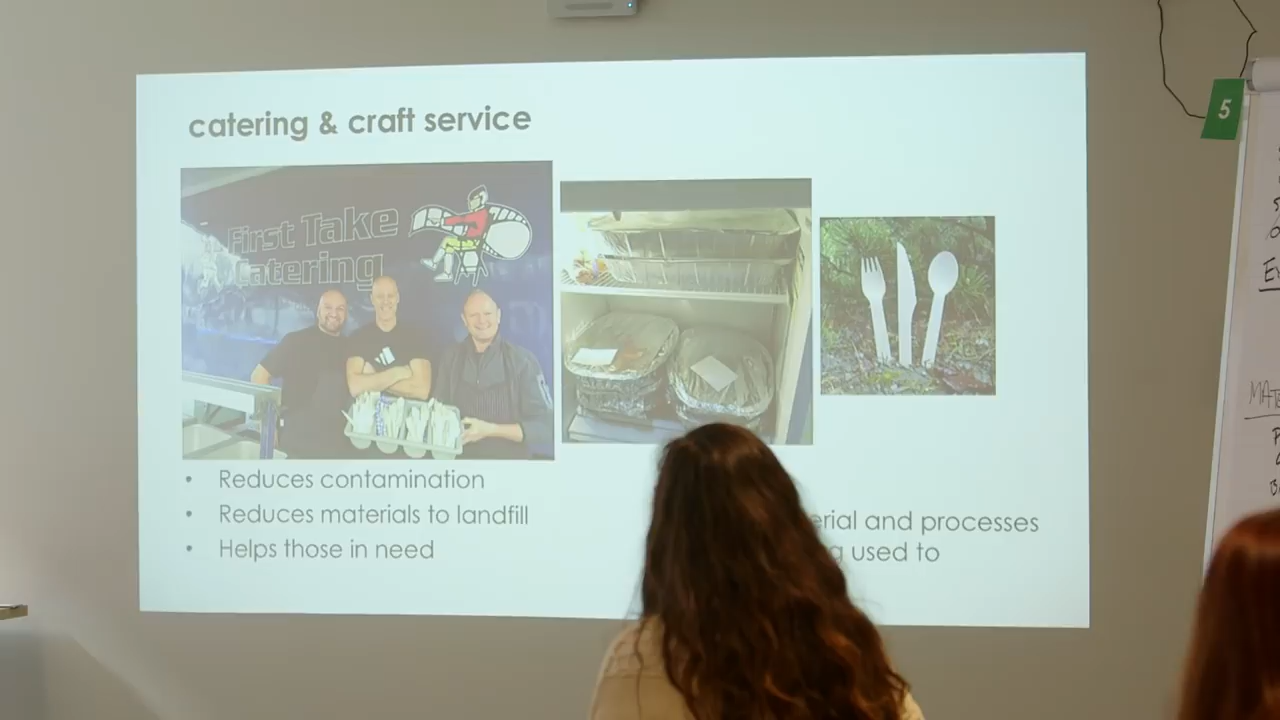 catering & craft service
First Take
Catering
• Reduces contamination
• Reduces materials to landfill
• Helps those in need
and processes
used to
5